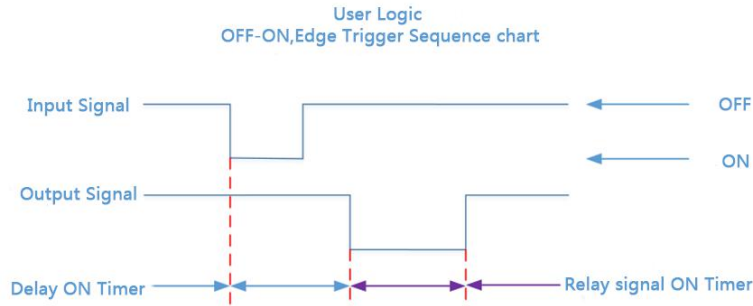 User Logic
OFF-ON,Edge Trigger Sequence chart
Input Signal
OFF
ON
Output Signal
Delay ON Timer
Relay signal ON Timer